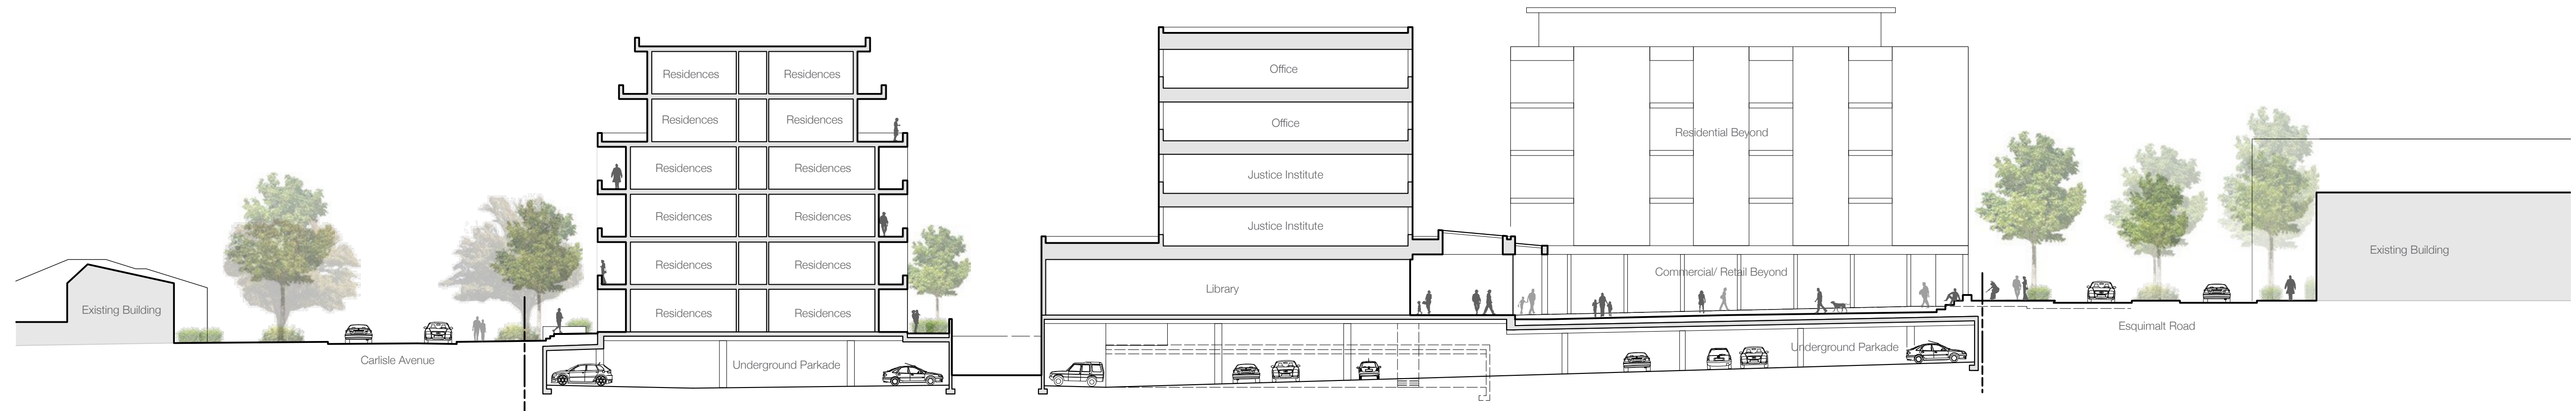 Residences
Residences
Residences
Residences
Residences
Residences
Residences
Residences
Residences
Residences
Residences
Residences
Underground Parkade
Existing Building
Carlisle Avenue
Office
Office
Justice Institute
Justice Institute
Library
Residential Beyond
Commercial/ Retail Beyond
Underground Parkade
Existing Building
Esquimalt Road